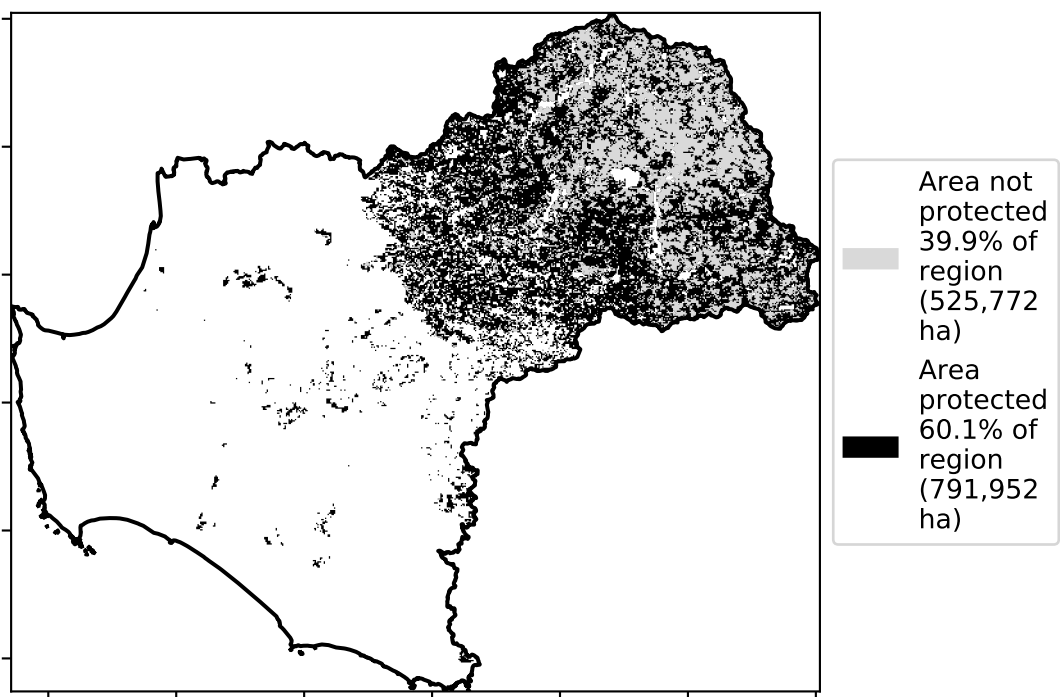 Area not
protected
39.9% of
region
(525,772
ha)
Area
protected
60.1% of
region
(791,952
ha)